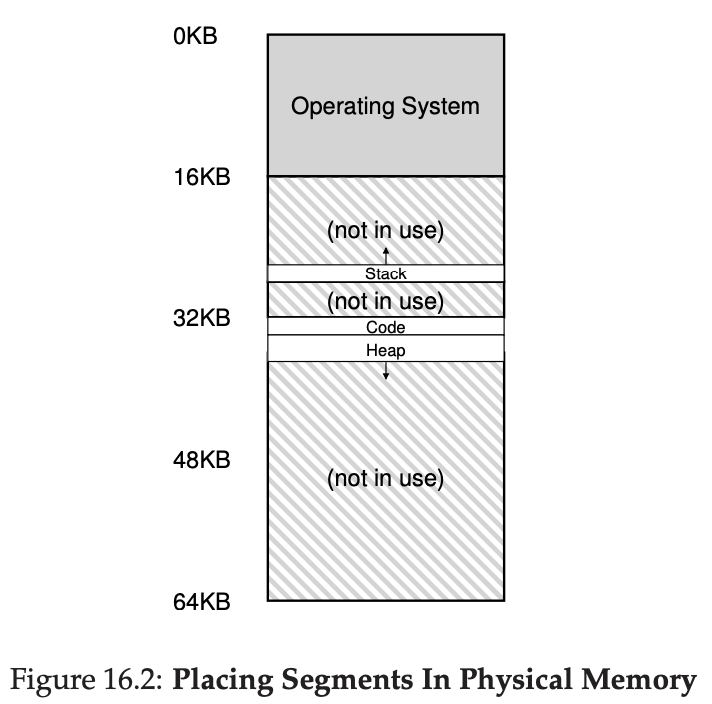 0KB
Operating System
16KB
(not in use)
Stack
(not in use)
32KB
Code
Heap
48KB
(not in use)
64KB
Figure 16.2: Placing Segments In Physical Memory